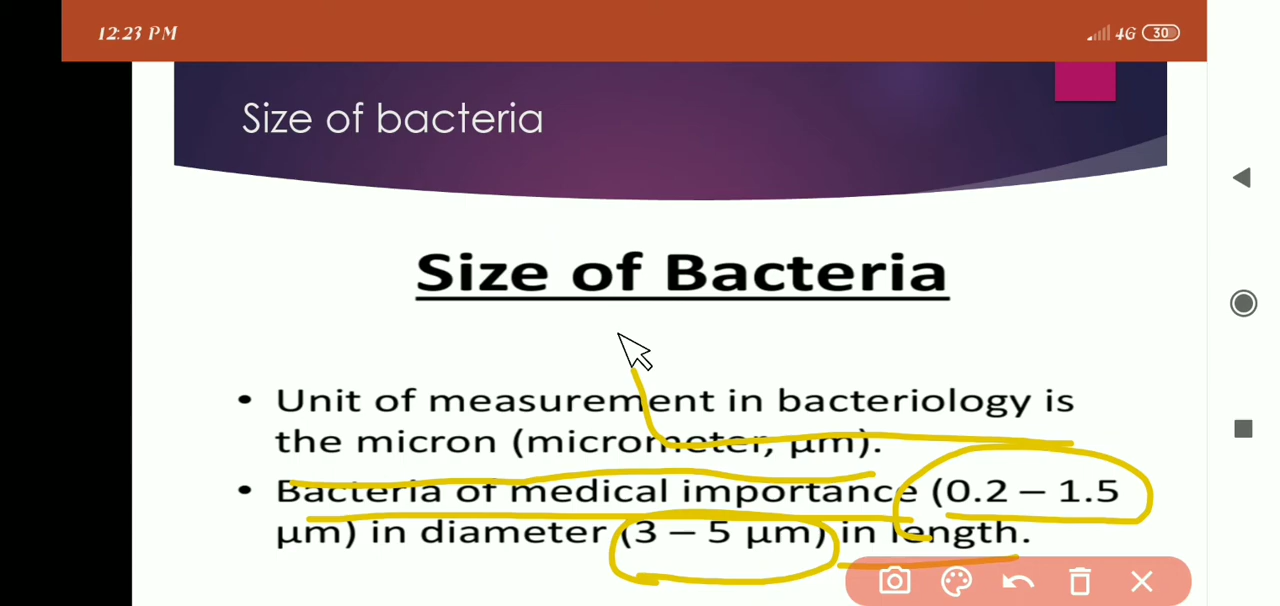 12:23 PM
4G 30
Size of bacteria
Size of Bacteria
• Unit of measurement in bacteriology is
the micron (micrometer, µm).
• Bacteria of medical importance (0.2 – 1.5
µm) in diameter (3 – 5 µm) in length.